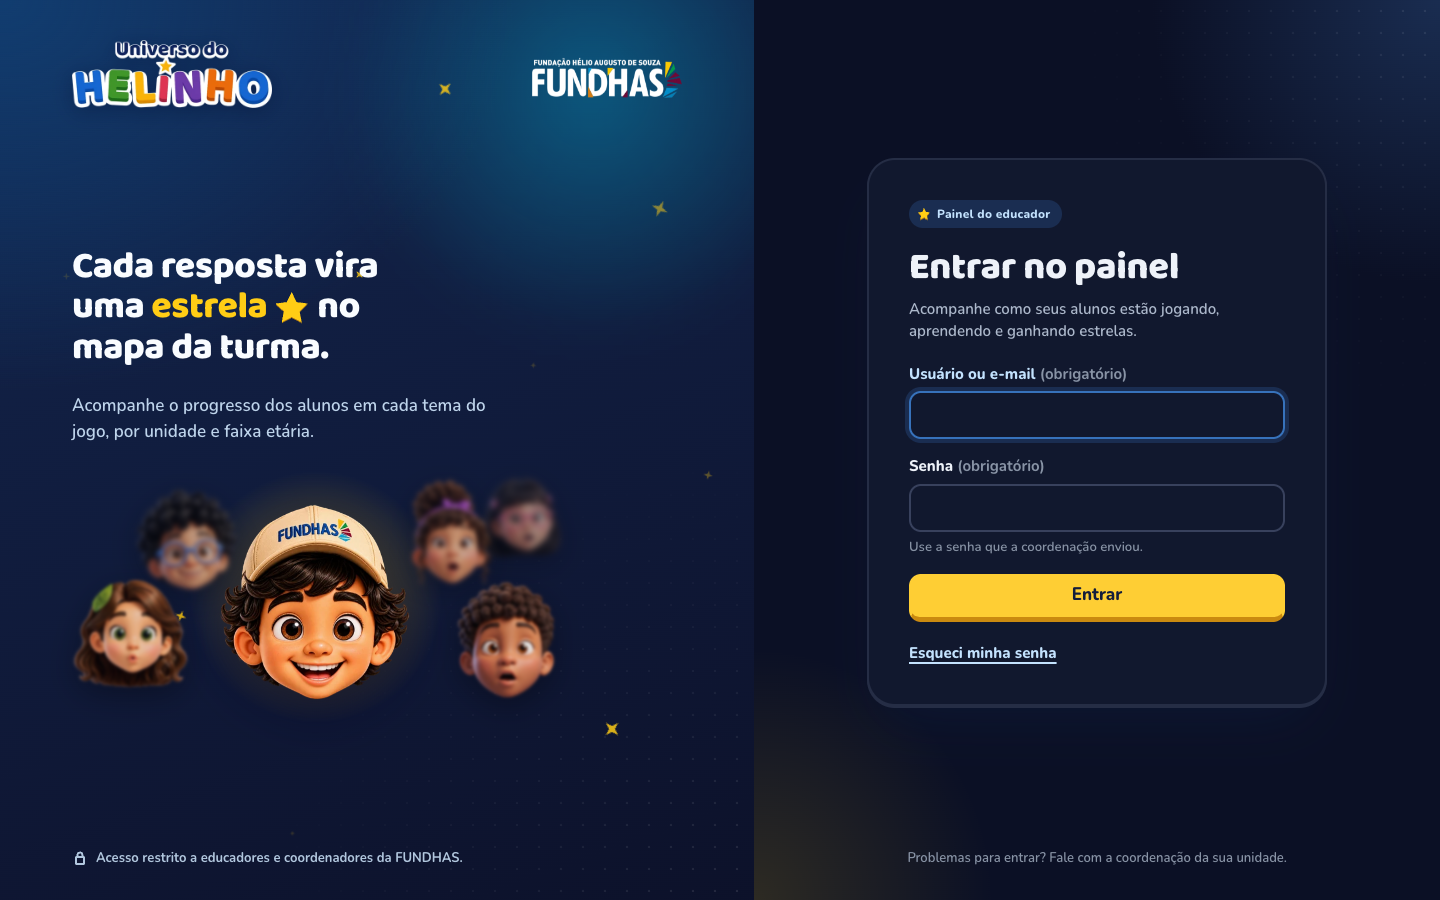 Universo do
HELINHO
FUNDAÇÃO HÉLIO AUGUSTO DE SOUZA
FUNDHAS
Cada resposta vira
uma estrela no
mapa da turma.
Acompanhe o progresso dos alunos em cada tema do
jogo, por unidade e faixa etária.
FUNDHAS
Acesso restrito a educadores e coordenadores da FUNDHAS.
Painel do educador
Entrar no painel
Acompanhe como seus alunos estão jogando,
aprendendo e ganhando estrelas.
Usuário ou e-mail (obrigatório)
Senha (obrigatório)
Use a senha que a coordenação enviou.
Entrar
Esqueci minha senha
Problemas para entrar? Fale com a coordenação da sua unidade.